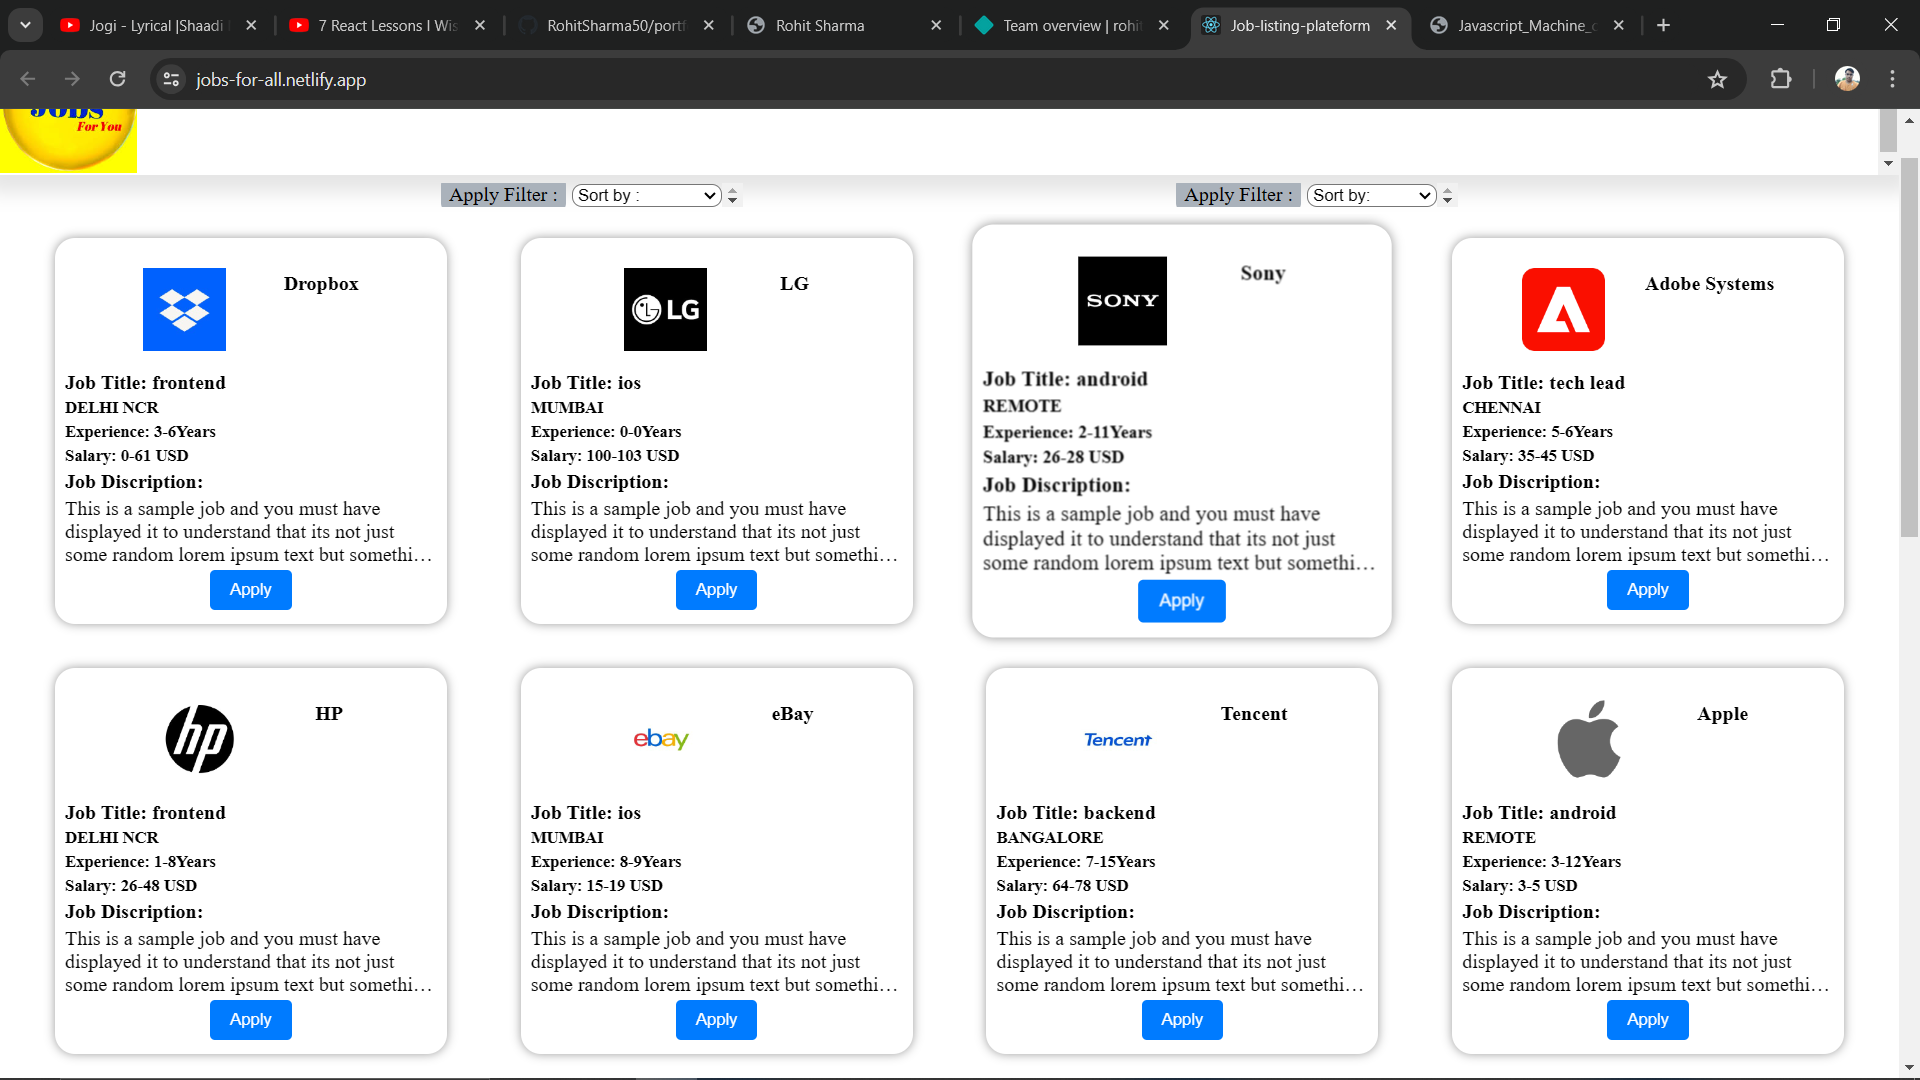 Jogi - Lyrical |Shaadi
7 React Lessons I Wis
RohitSharma50/portf
Rohit Sharma
Team overview | rohit
Job-listing-plateform
Javascript_Machine_c
jobs-for-all.netlify.app
JOBS
For You
Apply Filter :
Sort by :
Apply Filter :
Sort by:
Dropbox
Job Title: frontend
DELHI NCR
Experience: 3-6Years
Salary: 0-61 USD
Job Discription:
This is a sample job and you must have
displayed it to understand that its not just
some random lorem ipsum text but somethi…
Apply
LG
LG
Job Title: ios
MUMBAI
Experience: 0-0Years
Salary: 100-103 USD
Job Discription:
This is a sample job and you must have
displayed it to understand that its not just
some random lorem ipsum text but somethi…
Apply
SONY
Sony
Job Title: android
REMOTE
Experience: 2-11Years
Salary: 26-28 USD
Job Discription:
This is a sample job and you must have
displayed it to understand that its not just
some random lorem ipsum text but somethi…
Apply
Adobe Systems
Job Title: tech lead
CHENNAI
Experience: 5-6Years
Salary: 35-45 USD
Job Discription:
This is a sample job and you must have
displayed it to understand that its not just
some random lorem ipsum text but somethi…
Apply
hp
HP
Job Title: frontend
DELHI NCR
Experience: 1-8Years
Salary: 26-48 USD
Job Discription:
This is a sample job and you must have
displayed it to understand that its not just
some random lorem ipsum text but somethi…
Apply
ebay
eBay
Job Title: ios
MUMBAI
Experience: 8-9Years
Salary: 15-19 USD
Job Discription:
This is a sample job and you must have
displayed it to understand that its not just
some random lorem ipsum text but somethi…
Apply
Tencent
Tencent
Job Title: backend
BANGALORE
Experience: 7-15Years
Salary: 64-78 USD
Job Discription:
This is a sample job and you must have
displayed it to understand that its not just
some random lorem ipsum text but somethi…
Apply
Apple
Job Title: android
REMOTE
Experience: 3-12Years
Salary: 3-5 USD
Job Discription:
This is a sample job and you must have
displayed it to understand that its not just
some random lorem ipsum text but somethi…
Apply